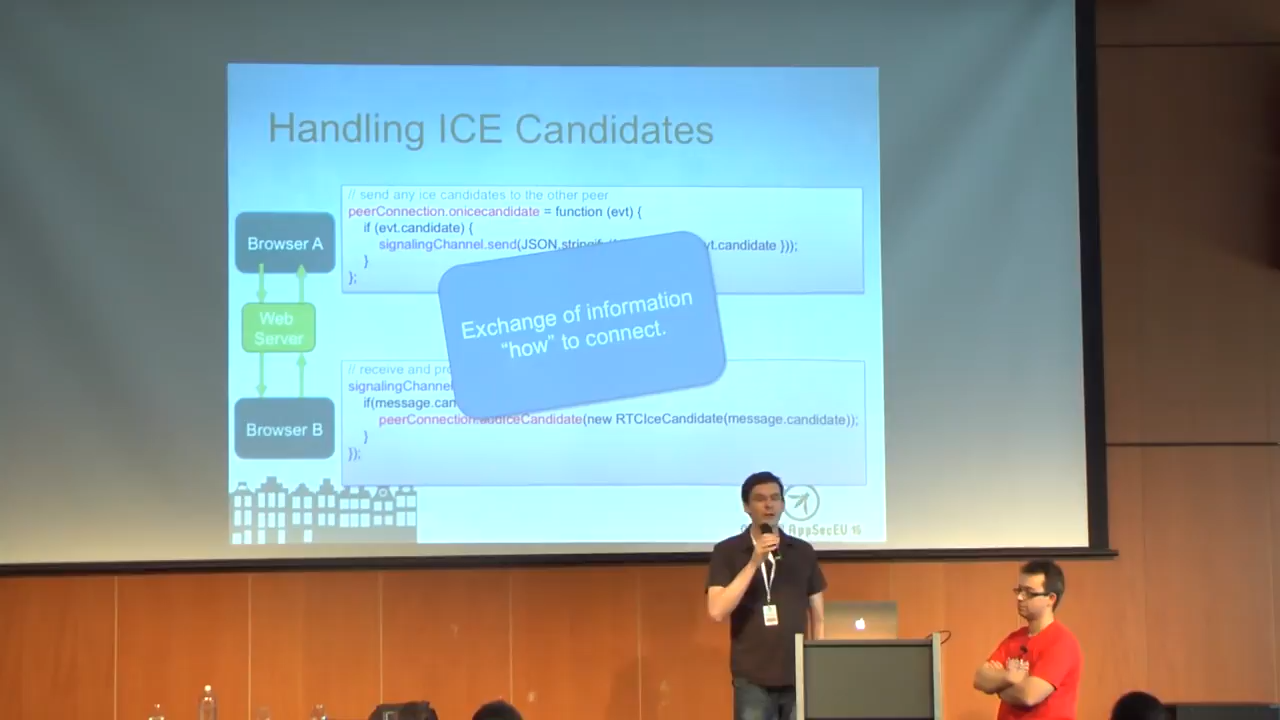 Handling ICE Candidates
// send any ice candidates to the other peer
peerConnection.onicecandidate = function (evt) {
if (evt.candidate) {
signalingChannel.send(JSON.stringify
evt.candidate }));
}
};
Browser A
Web
Server
Browser B
Exchange of information
“how” to connect.
// receive and
signalingChannel
if(message.can
peerConnection.addIceCandidate(new RTCIceCandidate(message.candidate));
}
});
AppSecEU 15